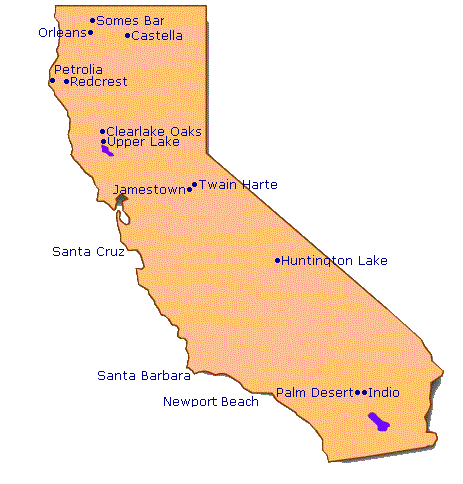 Somes Bar
Orleans
Castella
Petrolia
Redcrest
Clearlake Oaks
Upper Lake
Twain Harte
Jamestown
Santa Cruz
Huntington Lake
Santa Barbara
Palm Desert
Indio
Newport Beach